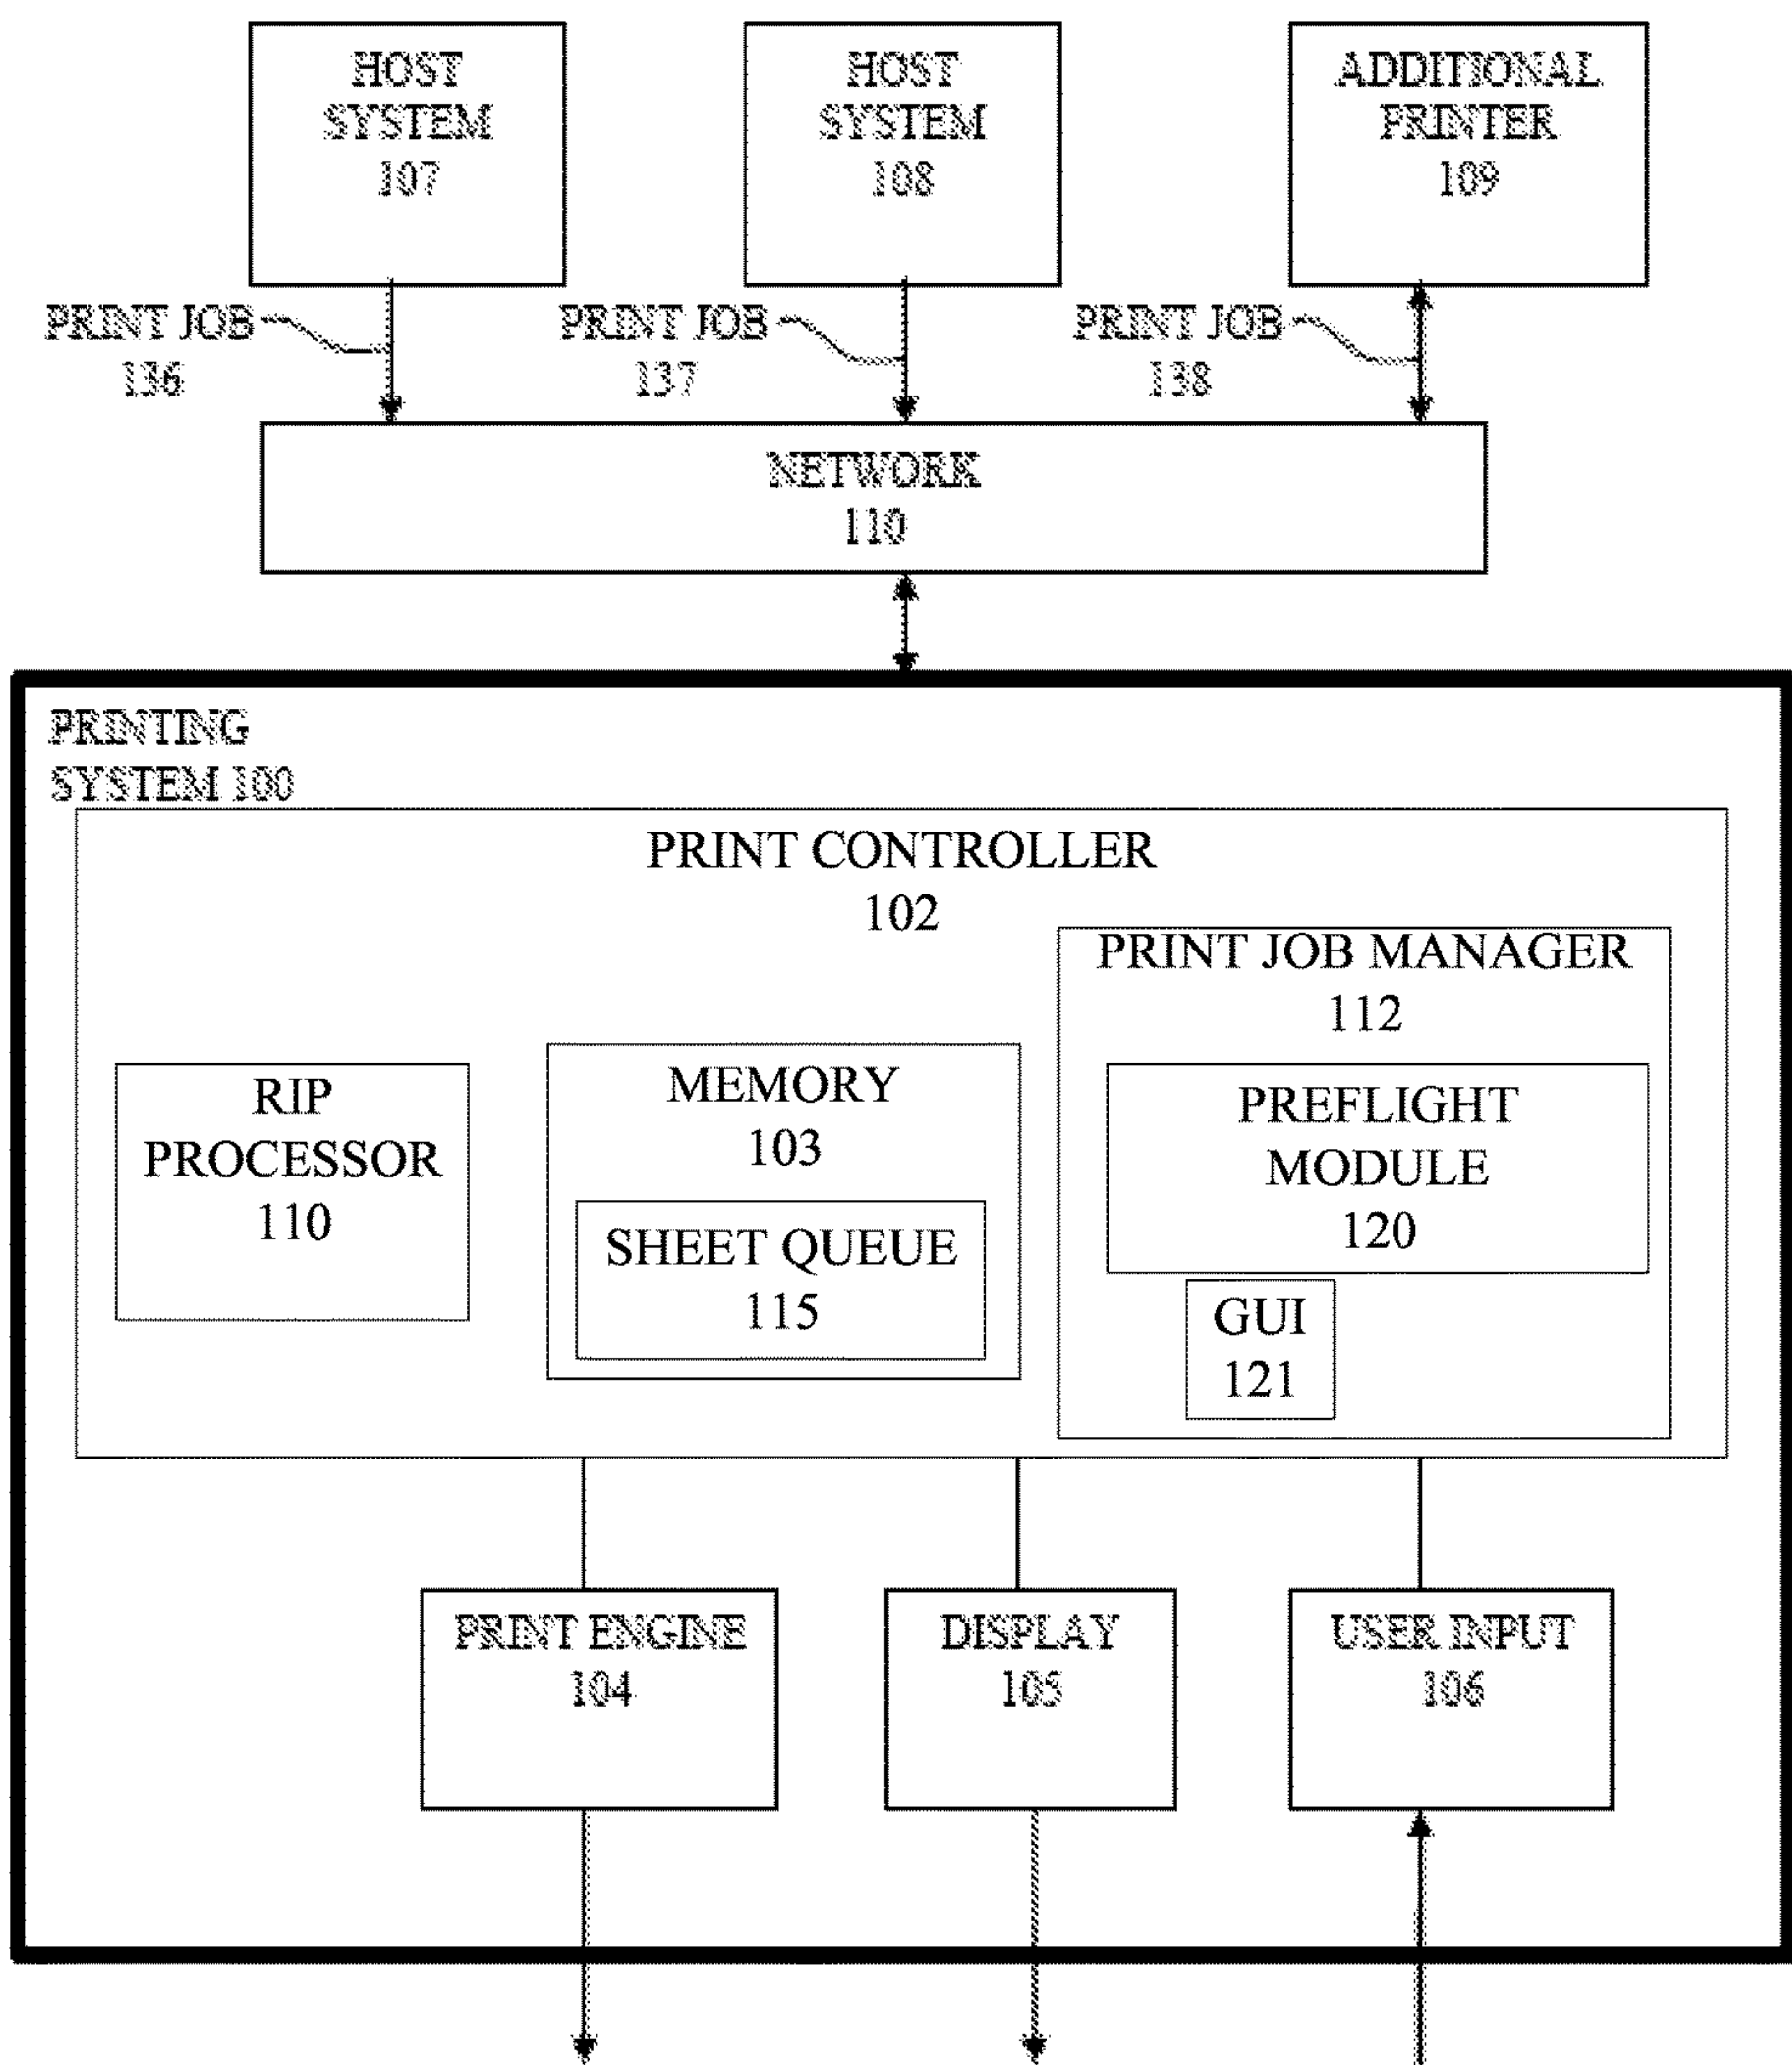 HOST
SYSTEM
107
HOST
SYSTEM
108
ADDITIONAL
PRINTER
109
PRINT JOB
136
PRINT JOB
137
PRINT JOB
138
NETWORK
110
PRINTING
SYSTEM 100
PRINT CONTROLLER
102
RIP
PROCESSOR
110
MEMORY
103
SHEET QUEUE
115
PRINT JOB MANAGER
112
PREFLIGHT
MODULE
120
GUI
121
PRINT ENGINE
104
DISPLAY
105
USER INPUT
106